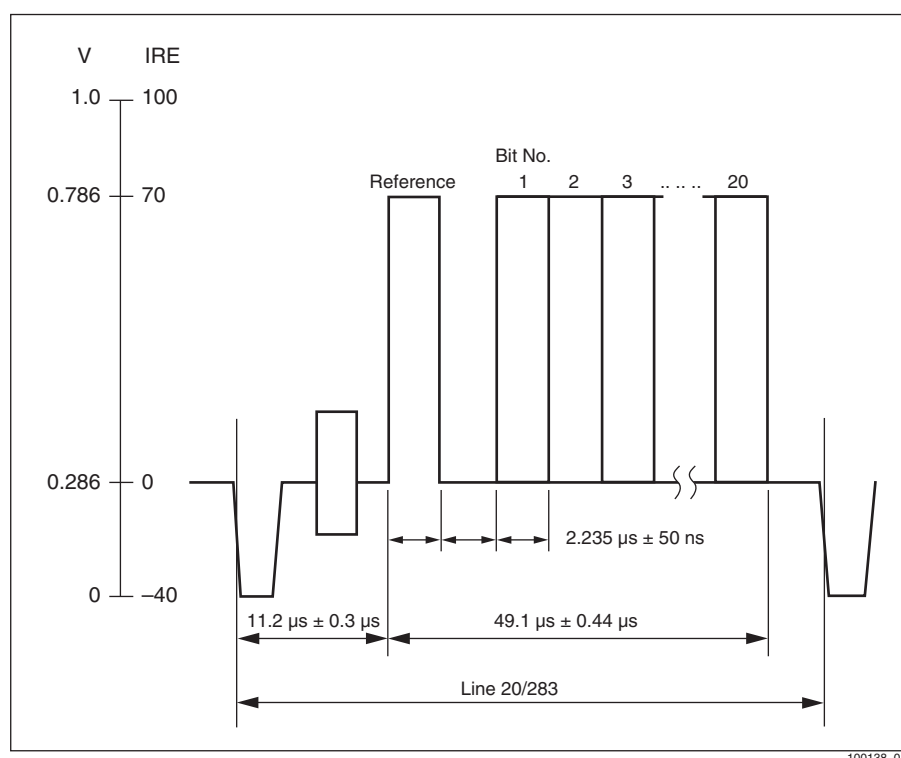 V IRE
1.0 100
Bit No.
Reference 1 2 3 .. .. .. 20
0.786 70
0.286 0
2.235 µs ± 50 ns
0 –40
11.2 µs ± 0.3 µs 49.1 µs ± 0.44 µs
Line 20/283